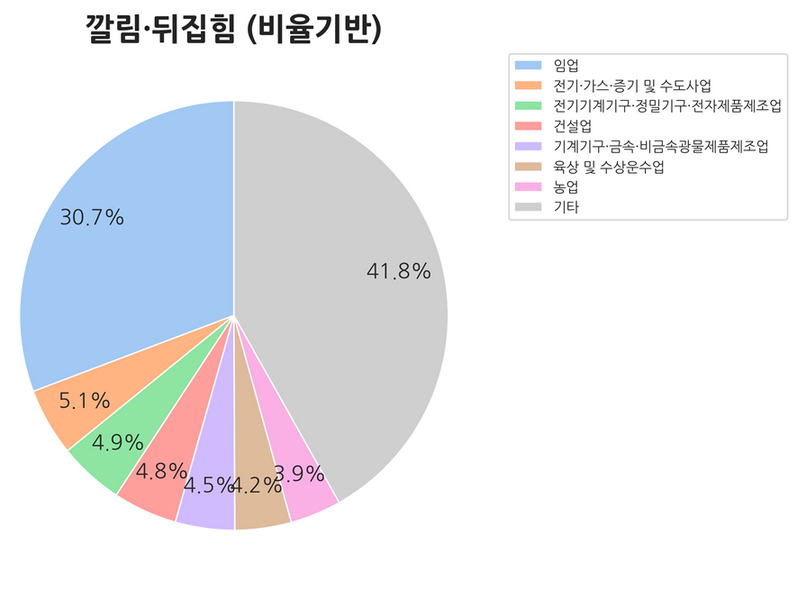 깔림·뒤집힘 (비율기반)
임업
전기·가스·증기 및 수도사업
전기기계기구·정밀기구·전자제품제조업
건설업
기계기구·금속·비금속광물제품제조업
육상 및 수상운수업
농업
기타
30.7%
41.8%
5.1%
4.9%
4.8%
4.5%
4.2%
3.9%